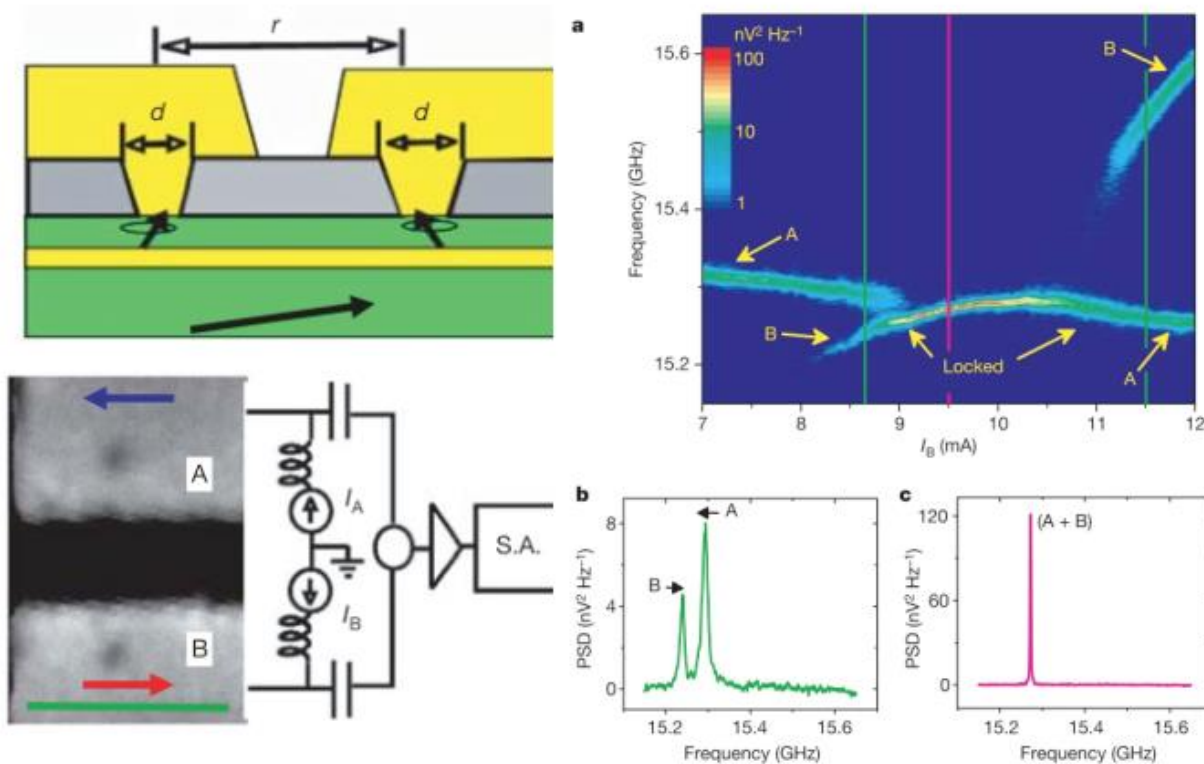 r
d
d
A
B
I_A
I_B
S.A.
a
nV² Hz⁻¹
100
10
1
15.6
15.4
15.2
Frequency (GHz)
A
B
B
Locked
A
7
8
9
10
11
12
I_B (mA)
b
8
4
0
PSD (nV² Hz⁻¹)
A
B
15.2
15.4
15.6
Frequency (GHz)
c
120
60
0
PSD (nV² Hz⁻¹)
(A + B)
15.2
15.4
15.6
Frequency (GHz)